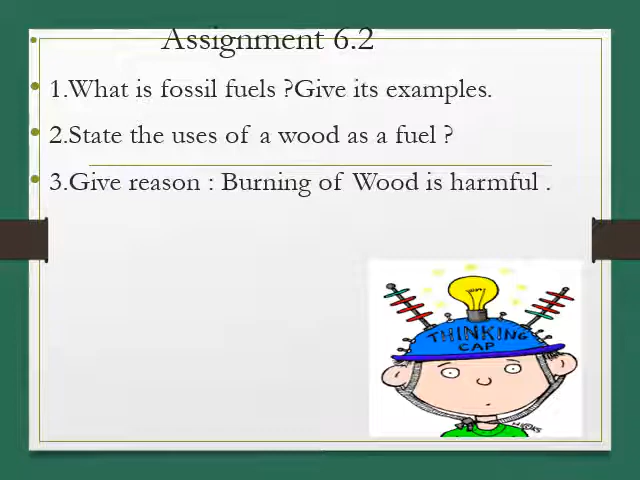 Assignment 6.2
1.What is fossil fuels ?Give its examples.
2.State the uses of a wood as a fuel ?
3.Give reason : Burning of Wood is harmful .
THINKING
CAP